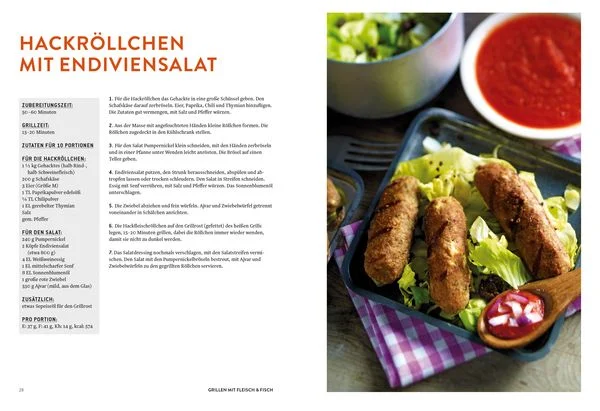 HACKRÖLLCHEN
MIT ENDIVIENSALAT
ZUBEREITUNGSZEIT:
50–60 Minuten
GRILLZEIT:
15–20 Minuten
ZUTATEN FÜR 10 PORTIONEN
FÜR DIE HACKRÖLLCHEN:
1 ½ kg Gehacktes (halb Rind-,
halb Schweinefleisch)
200 g Schafskäse
3 Eier (Größe M)
1 TL Paprikapulver edelsüß
¼ TL Chilipulver
1 EL gerebelter Thymian
Salz
gem. Pfeffer
FÜR DEN SALAT:
240 g Pumpernickel
2 Köpfe Endiviensalat
(etwa 800 g)
4 EL Weißweinessig
2 EL mittelscharfer Senf
8 EL Sonnenblumenöl
1 große rote Zwiebel
330 g Ajvar (mild, aus dem Glas)
ZUSÄTZLICH:
etwas Speiseöl für den Grillrost
PRO PORTION:
E: 37 g, F: 41 g, Kh: 14 g, kcal: 574
1. Für die Hackröllchen das Gehackte in eine große Schüssel geben. Den
Schafskäse darauf zerbröseln. Eier, Paprika, Chili und Thymian hinzufügen.
Die Zutaten gut vermengen, mit Salz und Pfeffer würzen.
2. Aus der Masse mit angefeuchteten Händen kleine Röllchen formen. Die
Röllchen zugedeckt in den Kühlschrank stellen.
3. Für den Salat Pumpernickel klein schneiden, mit den Händen zerbröseln
und in einer Pfanne unter Wenden leicht anrösten. Die Brösel auf einen
Teller geben.
4. Endiviensalat putzen, den Strunk herausschneiden, abspülen und ab-
tropfen lassen oder trocken schleudern. Den Salat in Streifen schneiden.
Essig mit Senf verrühren, mit Salz und Pfeffer würzen. Das Sonnenblumenöl
unterschlagen.
5. Die Zwiebel abziehen und fein würfeln. Ajvar und Zwiebelwürfel getrennt
voneinander in Schälchen anrichten.
6. Die Hackfleischröllchen auf den Grillrost (gefettet) des heißen Grills
legen, 15–20 Minuten grillen, dabei die Röllchen immer wieder wenden,
damit sie nicht zu dunkel werden.
7. Das Salatdressing nochmals verschlagen, mit den Salatstreifen vermi-
schen. Den Salat mit den Pumpernickelbröseln bestreut, mit Ajvar und
Zwiebelwürfeln zu den gegrillten Röllchen servieren.
28
GRILLEN MIT FLEISCH & FISCH